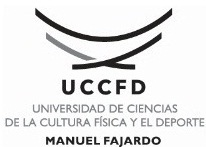 UCCFD
UNIVERSIDAD DE CIENCIAS
DE LA CULTURA FÍSICA Y EL DEPORTE
MANUEL FAJARDO